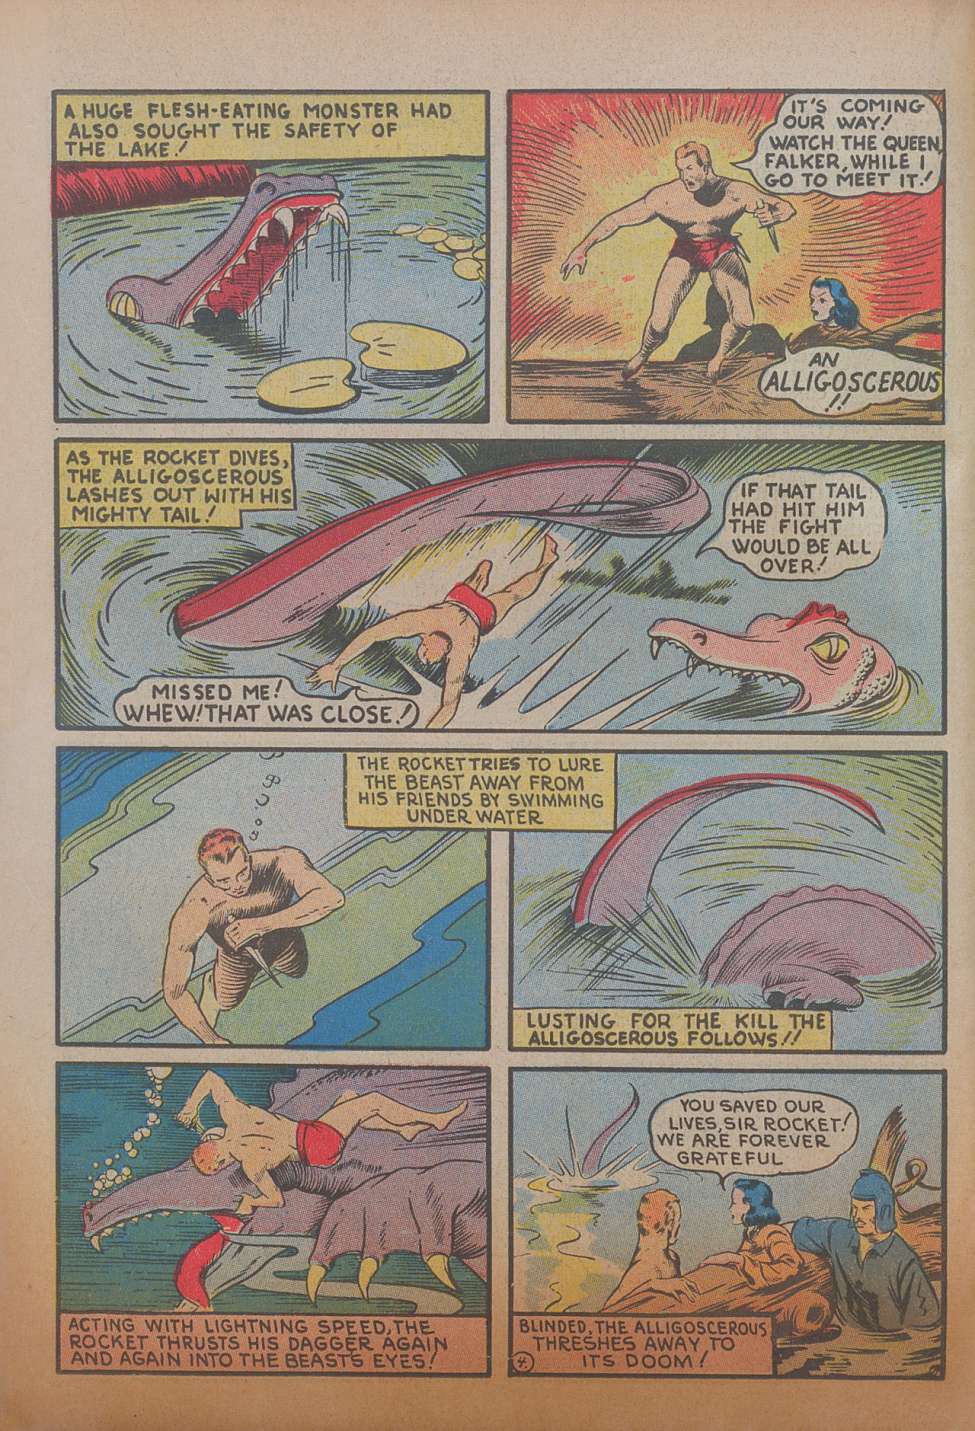 A HUGE FLESH-EATING MONSTER HAD
ALSO SOUGHT THE SAFETY OF
THE LAKE!
IT'S COMING
OUR WAY!
WATCH THE QUEEN,
FALKER, WHILE I
GO TO MEET IT!
AN
ALLIGOSCEROUS
!!
AS THE ROCKET DIVES,
THE ALLIGOSCEROUS
LASHES OUT WITH HIS
MIGHTY TAIL!
IF THAT TAIL
HAD HIT HIM
THE FIGHT
WOULD BE ALL
OVER!
MISSED ME!
WHEW! THAT WAS CLOSE!
THE ROCKET TRIES TO LURE
THE BEAST AWAY FROM
HIS FRIENDS BY SWIMMING
UNDER WATER
LUSTING FOR THE KILL THE
ALLIGOSCEROUS FOLLOWS!!
ACTING WITH LIGHTNING SPEED, THE
ROCKET THRUSTS HIS DAGGER AGAIN
AND AGAIN INTO THE BEASTS EYES!
YOU SAVED OUR
LIVES, SIR ROCKET!
WE ARE FOREVER
GRATEFUL
BLINDED, THE ALLIGOSCEROUS
THRESHES AWAY TO
ITS DOOM!
4.